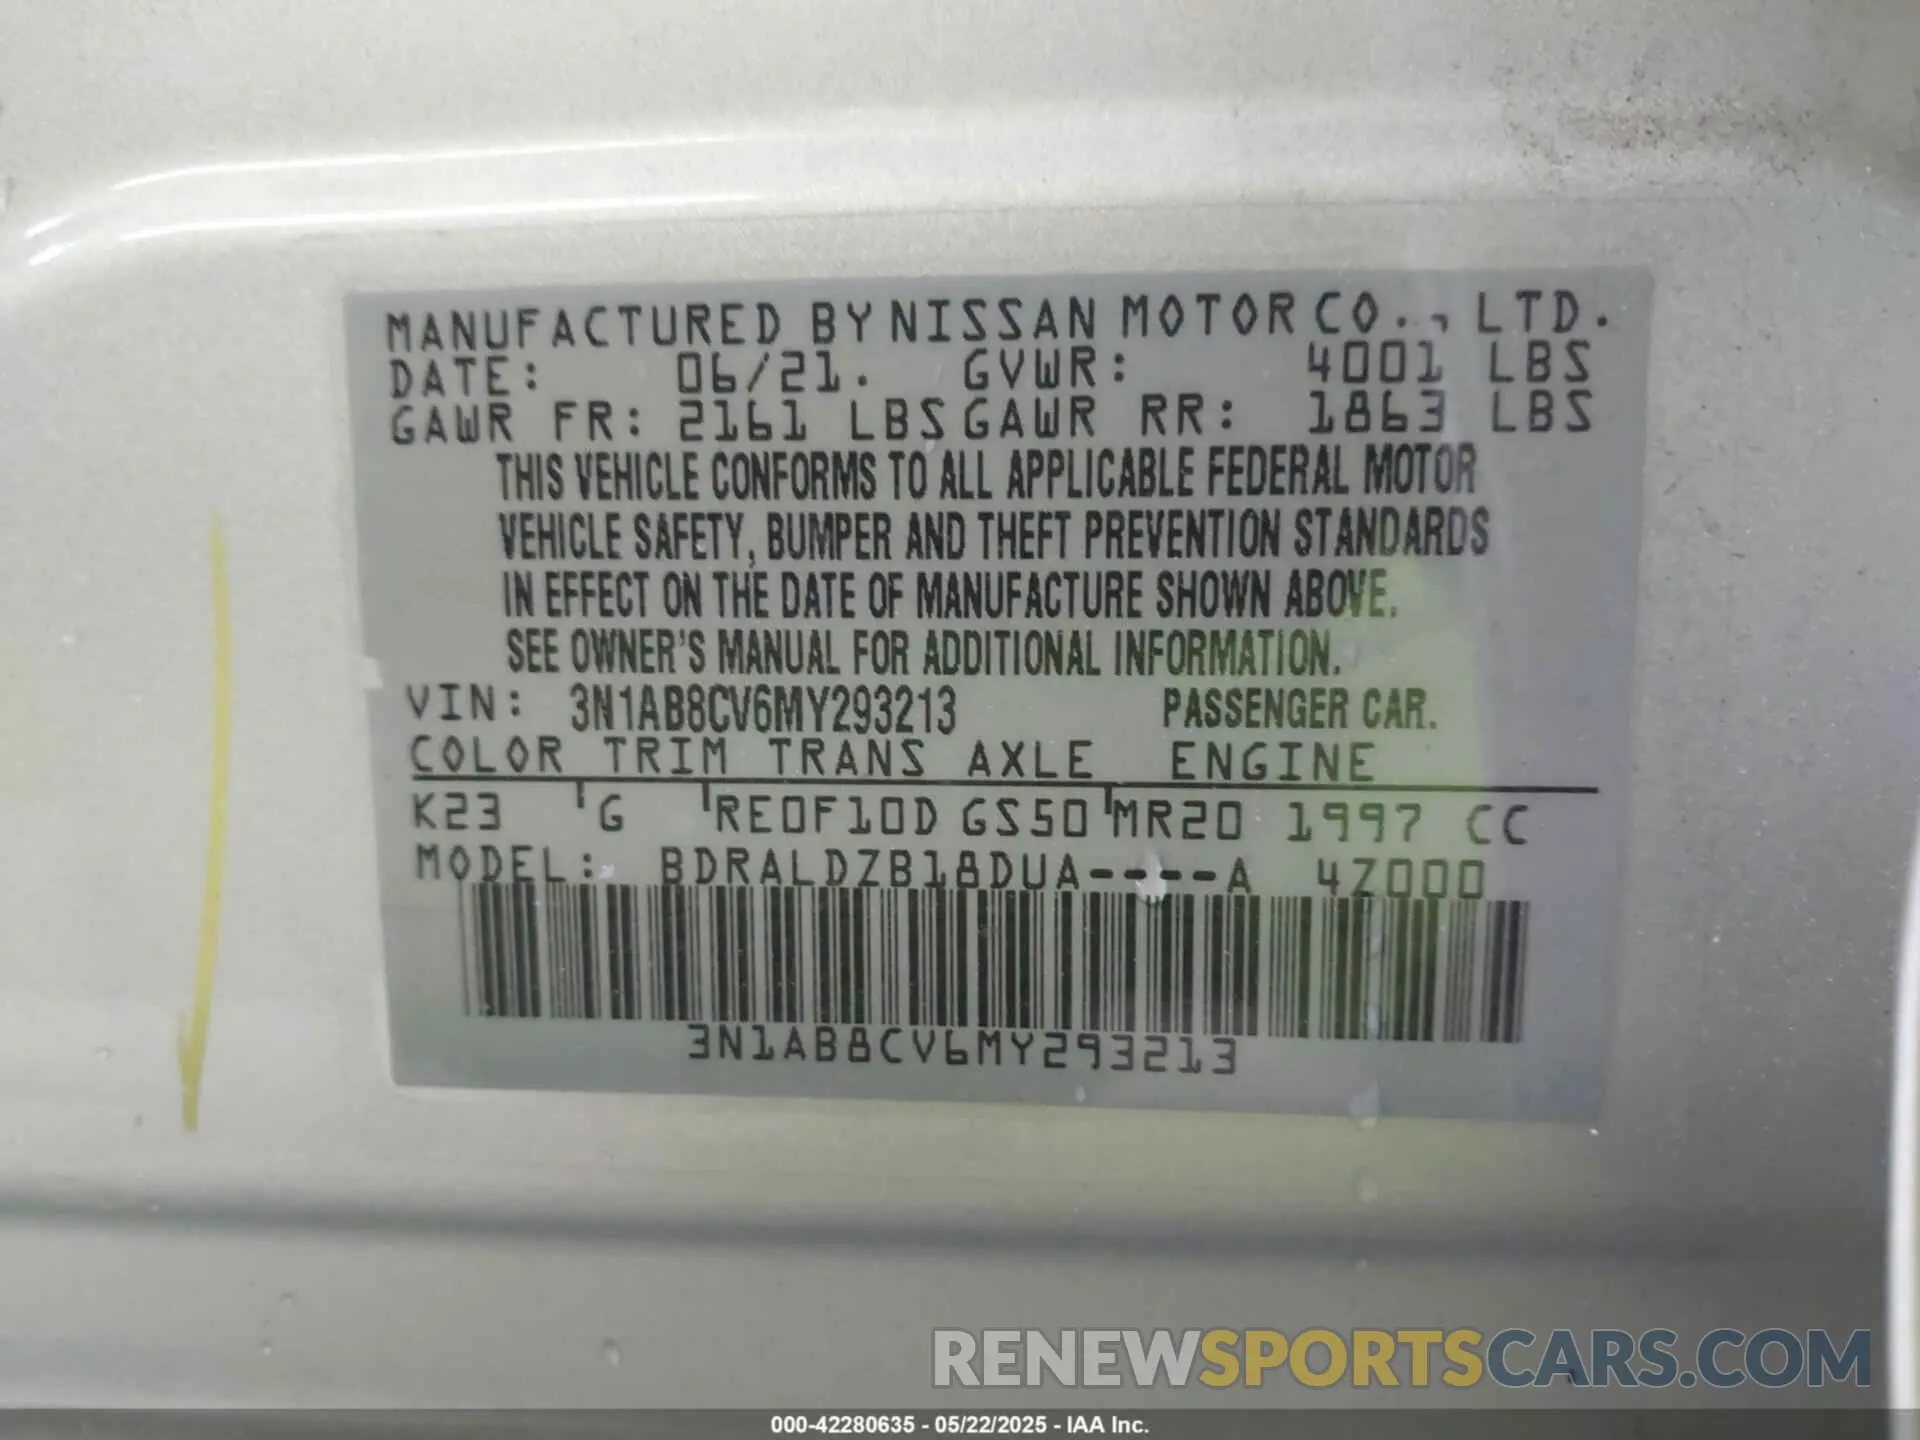 MANUFACTURED BY NISSAN MOTOR CO., LTD.
DATE: 06/21. GVWR: 4001 LBS
GAWR FR: 2161 LBS GAWR RR: 1863 LBS
THIS VEHICLE CONFORMS TO ALL APPLICABLE FEDERAL MOTOR
VEHICLE SAFETY, BUMPER AND THEFT PREVENTION STANDARDS
IN EFFECT ON THE DATE OF MANUFACTURE SHOWN ABOVE.
SEE OWNER'S MANUAL FOR ADDITIONAL INFORMATION.
VIN: 3N1AB8CV6MY293213 PASSENGER CAR.
COLOR TRIM TRANS AXLE ENGINE
K23 G RE0F10D GS50 MR20 1997 CC
MODEL: BDRALDZB18DUA----A 4Z000
3N1AB8CV6MY293213
RENEWSPORTSCARS.COM
000-42280635 - 05/22/2025 - IAA Inc.